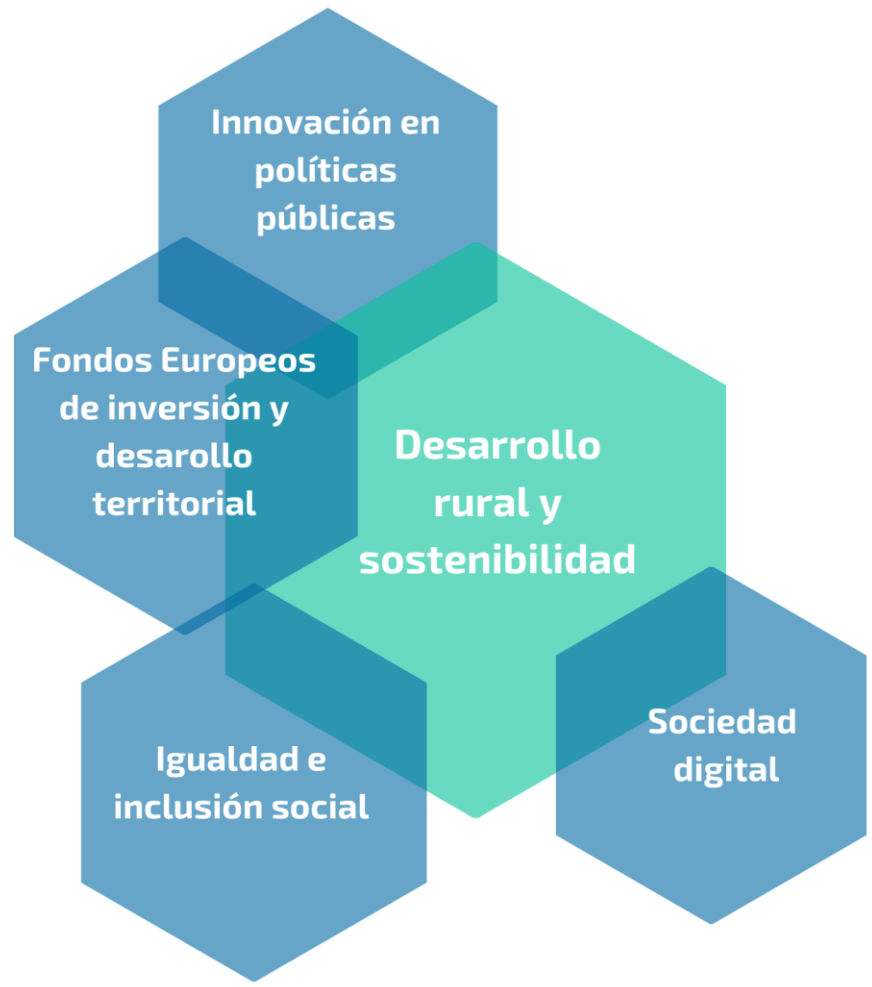 Innovación en
políticas
públicas
Fondos Europeos
de inversión y
desarollo
territorial
Desarrollo
rural y
sostenibilidad
Igualdad e
inclusión social
Sociedad
digital